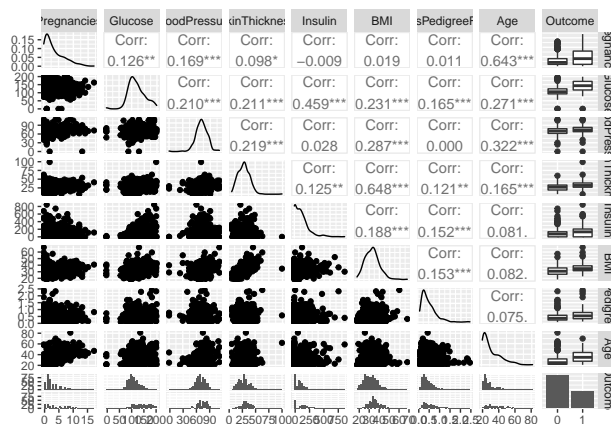 Pregnancies Glucose oodPressu kinThicknes Insulin BMI sPedigreeF Age Outcome
Corr: Corr: Corr: Corr: Corr: Corr: Corr:
0.126** 0.169*** 0.098* −0.009 0.019 0.011 0.643***
Corr: Corr: Corr: Corr: Corr: Corr:
0.210*** 0.211*** 0.459*** 0.231*** 0.165*** 0.271***
Corr: Corr: Corr: Corr: Corr:
0.219*** 0.028 0.287*** 0.000 0.322***
Corr: Corr: Corr: Corr:
0.125** 0.648*** 0.121** 0.165***
Corr: Corr: Corr:
0.188*** 0.152*** 0.081.
Corr: Corr:
0.153*** 0.082.
Corr:
0.075.
0.15
0.10
0.05
0.00
200
150
100
50
0
90
60
30
0
100
75
50
25
800
600
400
200
0
60
50
40
30
20
2.5
2.0
1.5
1.0
0.5
0.0
80
60
40
20
Insulin
BMI
Age
0 5 10 15
0 1